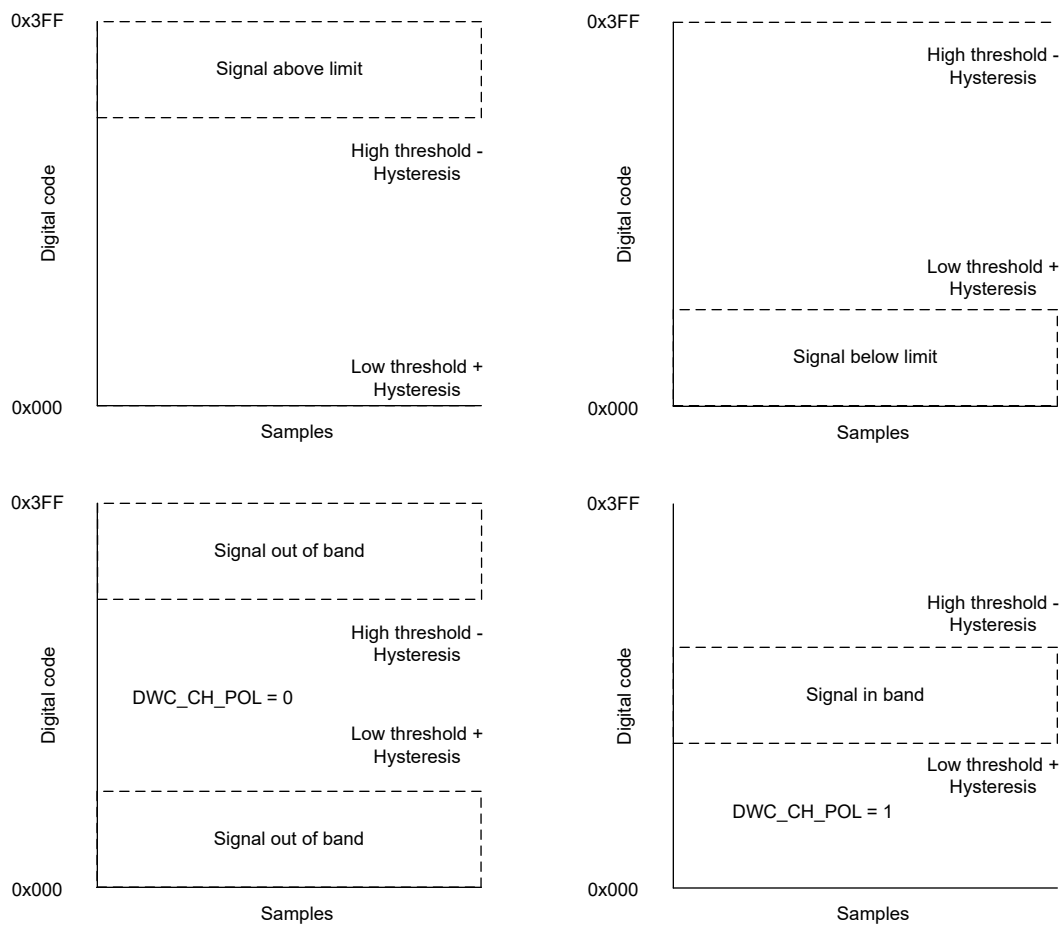 0x3FF
Signal above limit
High threshold -
Hysteresis
Digital code
Low threshold +
Hysteresis
0x000
Samples
0x3FF
High threshold -
Hysteresis
Digital code
Low threshold +
Hysteresis
Signal below limit
0x000
Samples
0x3FF
Signal out of band
High threshold -
Hysteresis
Digital code
DWC_CH_POL = 0
Low threshold +
Hysteresis
Signal out of band
0x000
Samples
0x3FF
High threshold -
Hysteresis
Digital code
Signal in band
Low threshold +
Hysteresis
DWC_CH_POL = 1
0x000
Samples